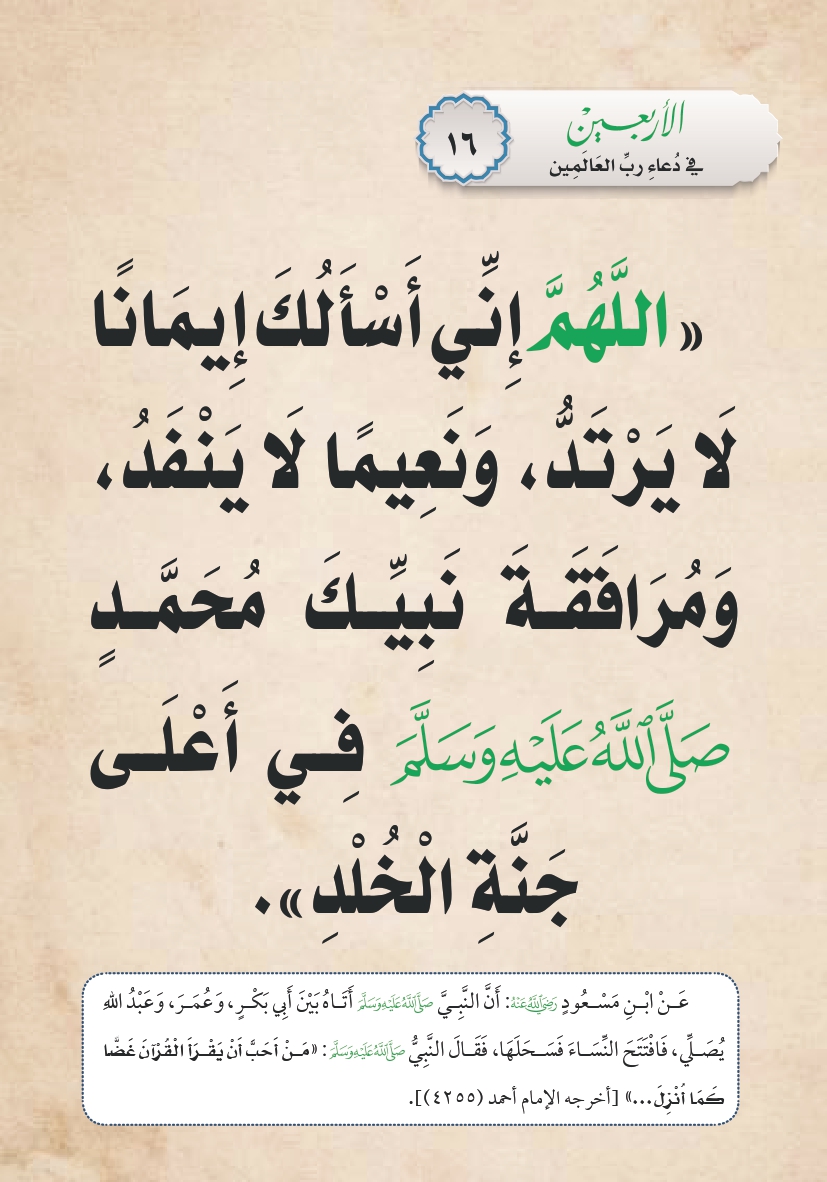 الأربعين
في دُعاءِ ربِّ العَالَمِين
١٦
«اللَّهُمَّ إِنِّي أَسْأَلُكَ إِيمَانًا
لَا يَرْتَدُّ، وَنَعِيمًا لَا يَنْفَدُ،
وَمُرَافَقَةَ نَبِيِّكَ مُحَمَّدٍ
صَلَّى اللَّهُ عَلَيْهِ وَسَلَّمَ فِي أَعْلَى
جَنَّةِ الْخُلْدِ».
عَنْ ابْنِ مَسْعُودٍ رَضِيَ اللَّهُ عَنْهُ: أَنَّ النَّبِيَّ صَلَّى اللَّهُ عَلَيْهِ وَسَلَّمَ أَتَاهُ بَيْنَ أَبِي بَكْرٍ، وَعُمَرَ، وَعَبْدُ اللهِ
يُصَلِّي، فَافْتَتَحَ النِّسَاءَ فَسَحَلَهَا، فَقَالَ النَّبِيُّ صَلَّى اللَّهُ عَلَيْهِ وَسَلَّمَ: «مَنْ أَحَبَّ أَنْ يَقْرَأَ الْقُرْآنَ غَضًّا
كَمَا أُنْزِلَ...» [أخرجه الإمام أحمد (٤٢٥٥)].